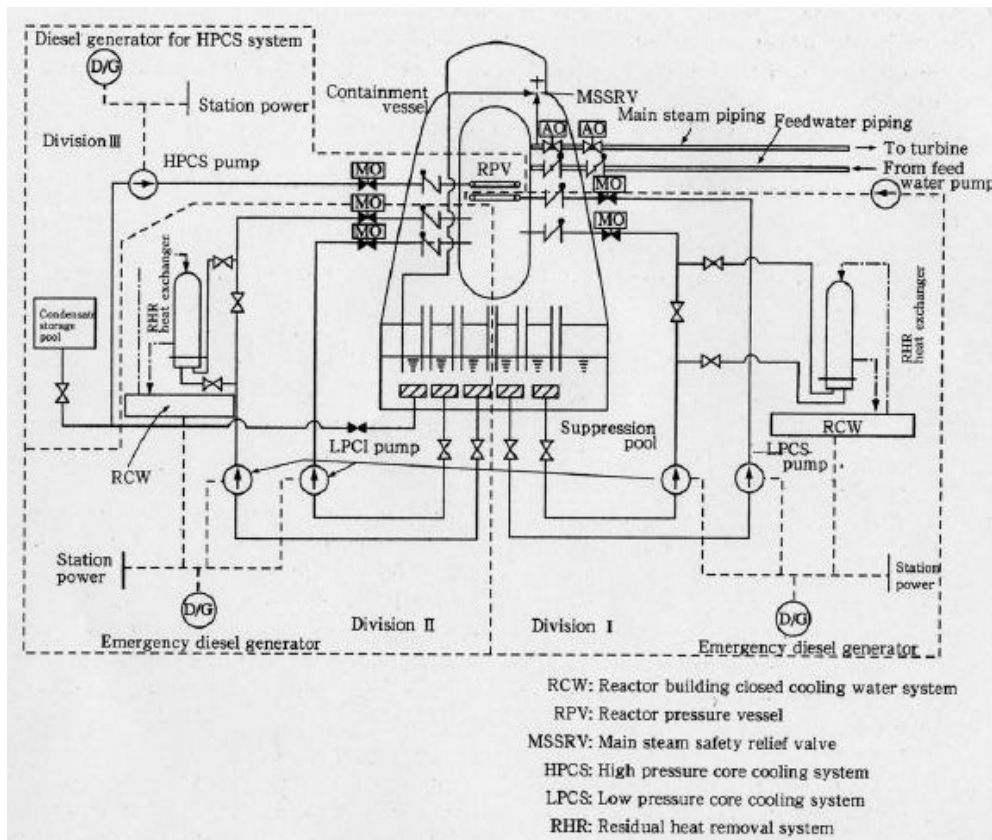 Diesel generator for HPCS system
D/G
Station power
Division Ⅲ
HPCS pump
Containment
vessel
MSSRV
Main steam piping
Feedwater piping
To turbine
From feed
water pump
AO
AO
MO
RPV
MO
MO
MO
MO
RHR
heat exchanger
Condensate
storage
pool
RCW
LPCI pump
Suppression
pool
RHR
heat exchanger
RCW
LPCS
pump
Station
power
D/G
Emergency diesel generator
Division Ⅱ
Division Ⅰ
Station
power
D/G
Emergency diesel generator
RCW: Reactor building closed cooling water system
RPV: Reactor pressure vessel
MSSRV: Main steam safety relief valve
HPCS: High pressure core cooling system
LPCS: Low pressure core cooling system
RHR: Residual heat removal system